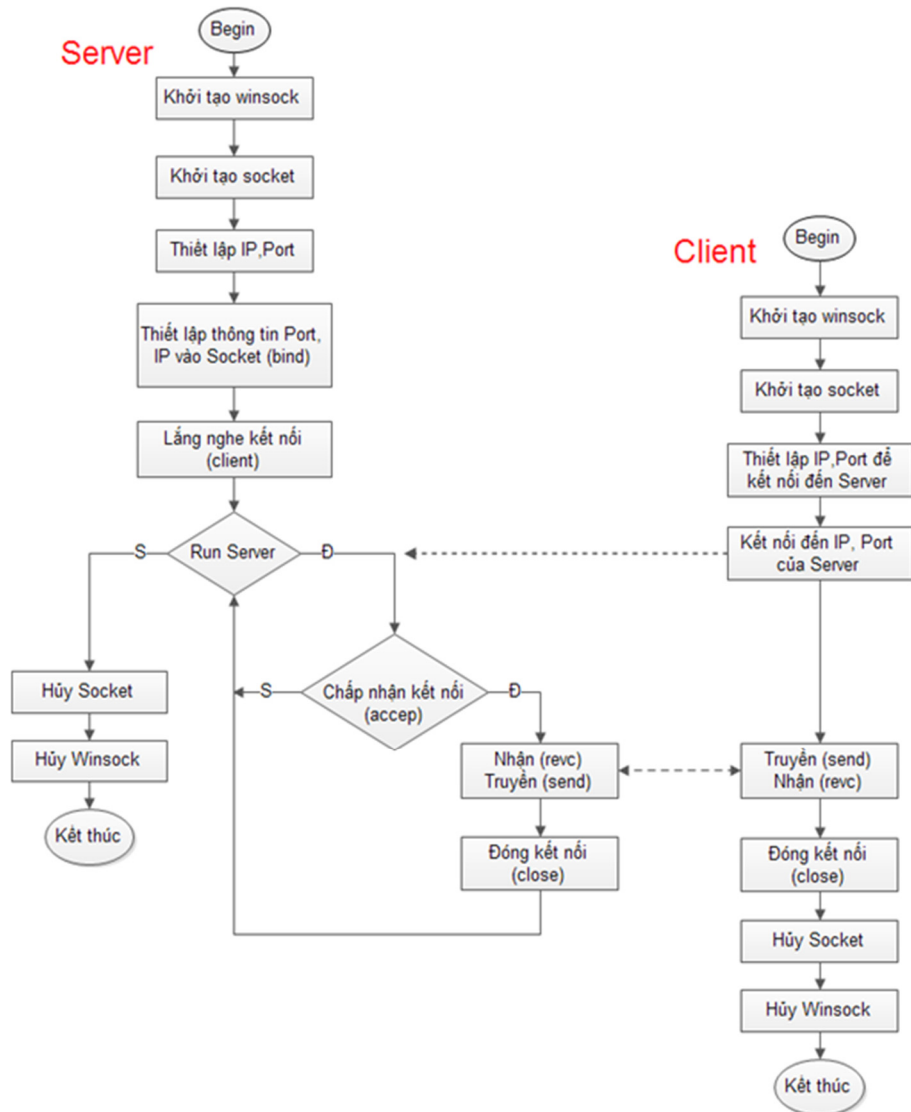 Server
Begin
Khởi tạo winsock
Khởi tạo socket
Thiết lập IP,Port
Thiết lập thông tin Port,
IP vào Socket (bind)
Lắng nghe kết nối
(client)
Run Server
S
Đ
Hủy Socket
Hủy Winsock
Kết thúc
Chấp nhận kết nối
(accep)
S
Đ
Nhận (revc)
Truyền (send)
Đóng kết nối
(close)
Client
Begin
Khởi tạo winsock
Khởi tạo socket
Thiết lập IP,Port để
kết nối đến Server
Kết nối đến IP, Port
của Server
Truyền (send)
Nhận (revc)
Đóng kết nối
(close)
Hủy Socket
Hủy Winsock
Kết thúc